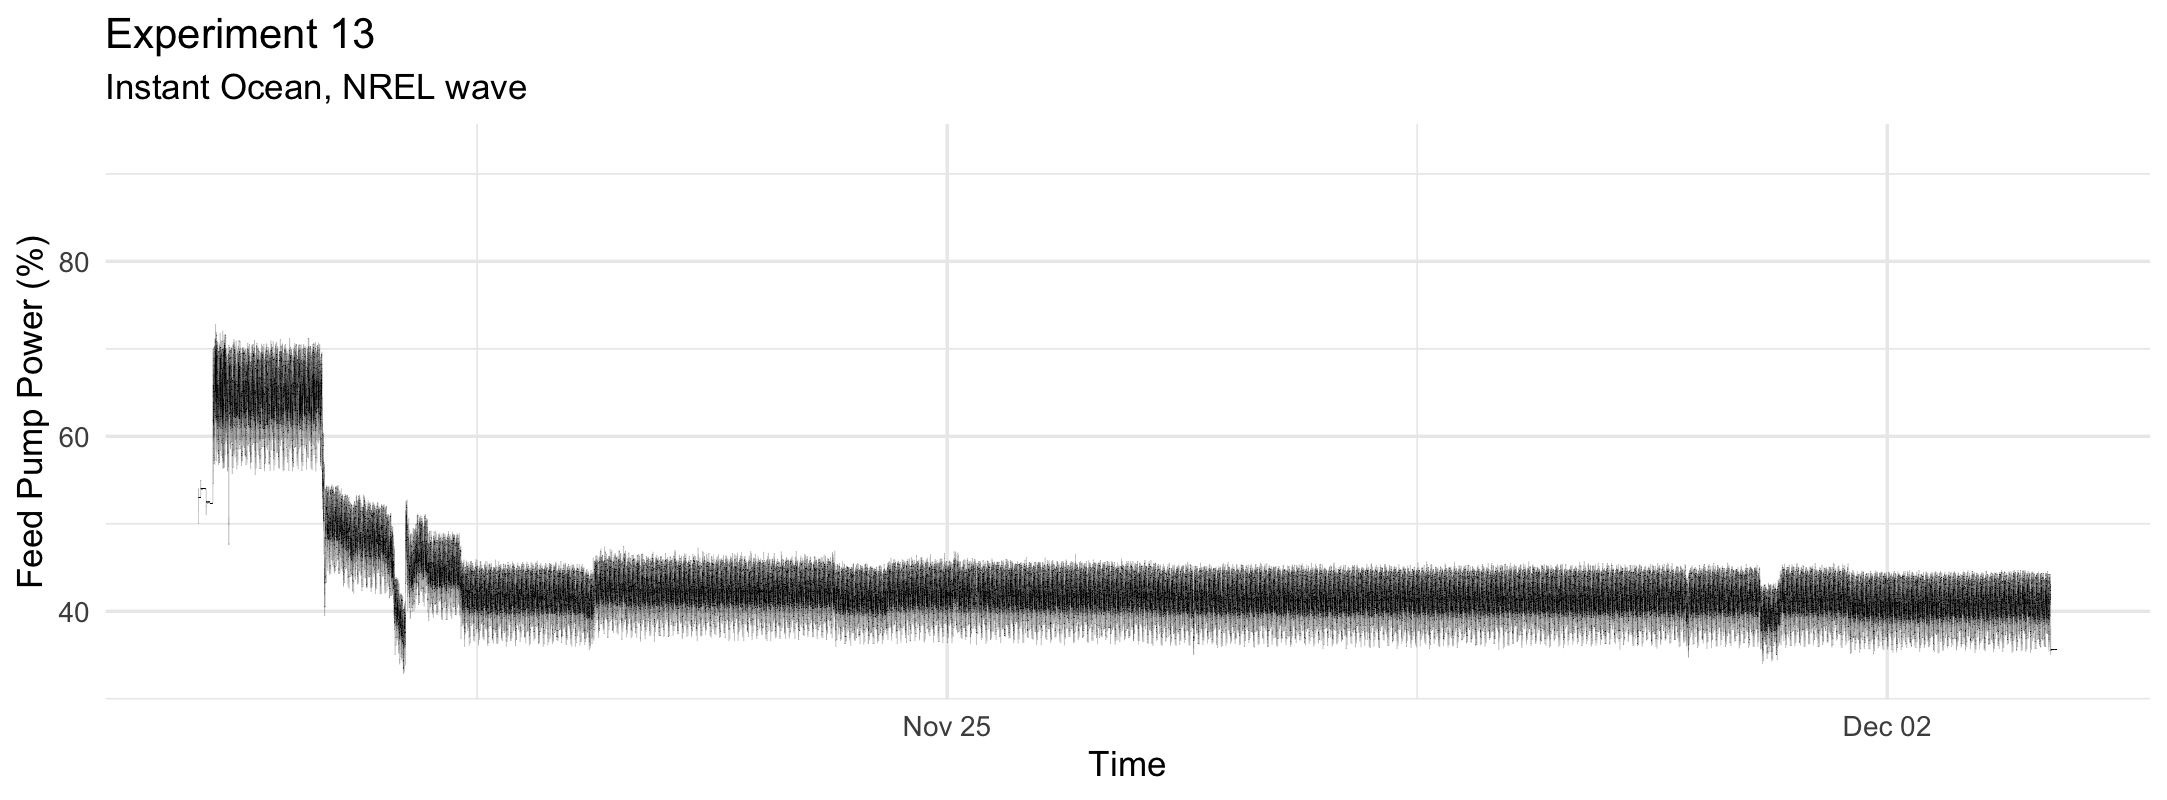 Experiment 13
Instant Ocean, NREL wave
Feed Pump Power (%)
80
60
40
Nov 25
Dec 02
Time